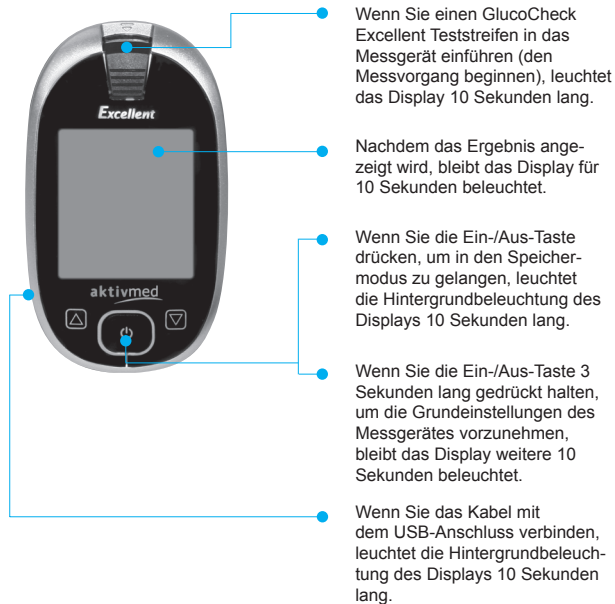 Wenn Sie einen GlucoCheck
Excellent Teststreifen in das
Messgerät einführen (den
Messvorgang beginnen), leuchtet
das Display 10 Sekunden lang.
Excellent
Nachdem das Ergebnis ange-
zeigt wird, bleibt das Display für
10 Sekunden beleuchtet.
Wenn Sie die Ein-/Aus-Taste
drücken, um in den Speicher-
modus zu gelangen, leuchtet
die Hintergrundbeleuchtung des
Displays 10 Sekunden lang.
aktivmed
Wenn Sie die Ein-/Aus-Taste 3
Sekunden lang gedrückt halten,
um die Grundeinstellungen des
Messgerätes vorzunehmen,
bleibt das Display weitere 10
Sekunden beleuchtet.
Wenn Sie das Kabel mit
dem USB-Anschluss verbinden,
leuchtet die Hintergrundbeleuch-
tung des Displays 10 Sekunden
lang.